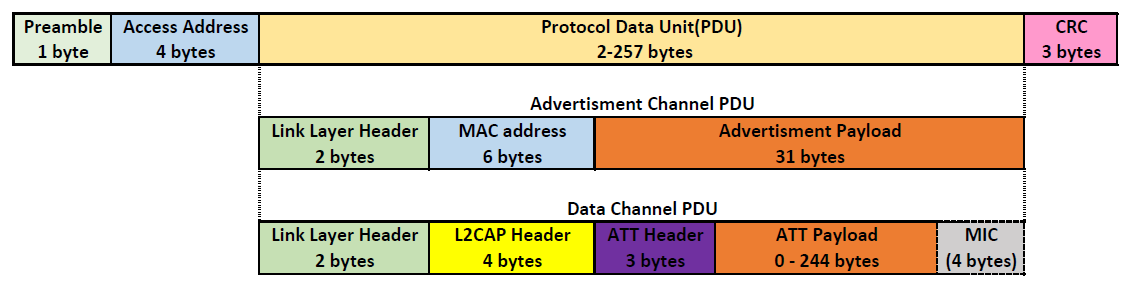 Preamble
1 byte
Access Address
4 bytes
Protocol Data Unit(PDU)
2-257 bytes
CRC
3 bytes
Advertisment Channel PDU
Link Layer Header
2 bytes
MAC address
6 bytes
Advertisment Payload
31 bytes
Data Channel PDU
Link Layer Header
2 bytes
L2CAP Header
4 bytes
ATT Header
3 bytes
ATT Payload
0 - 244 bytes
MIC
(4 bytes)